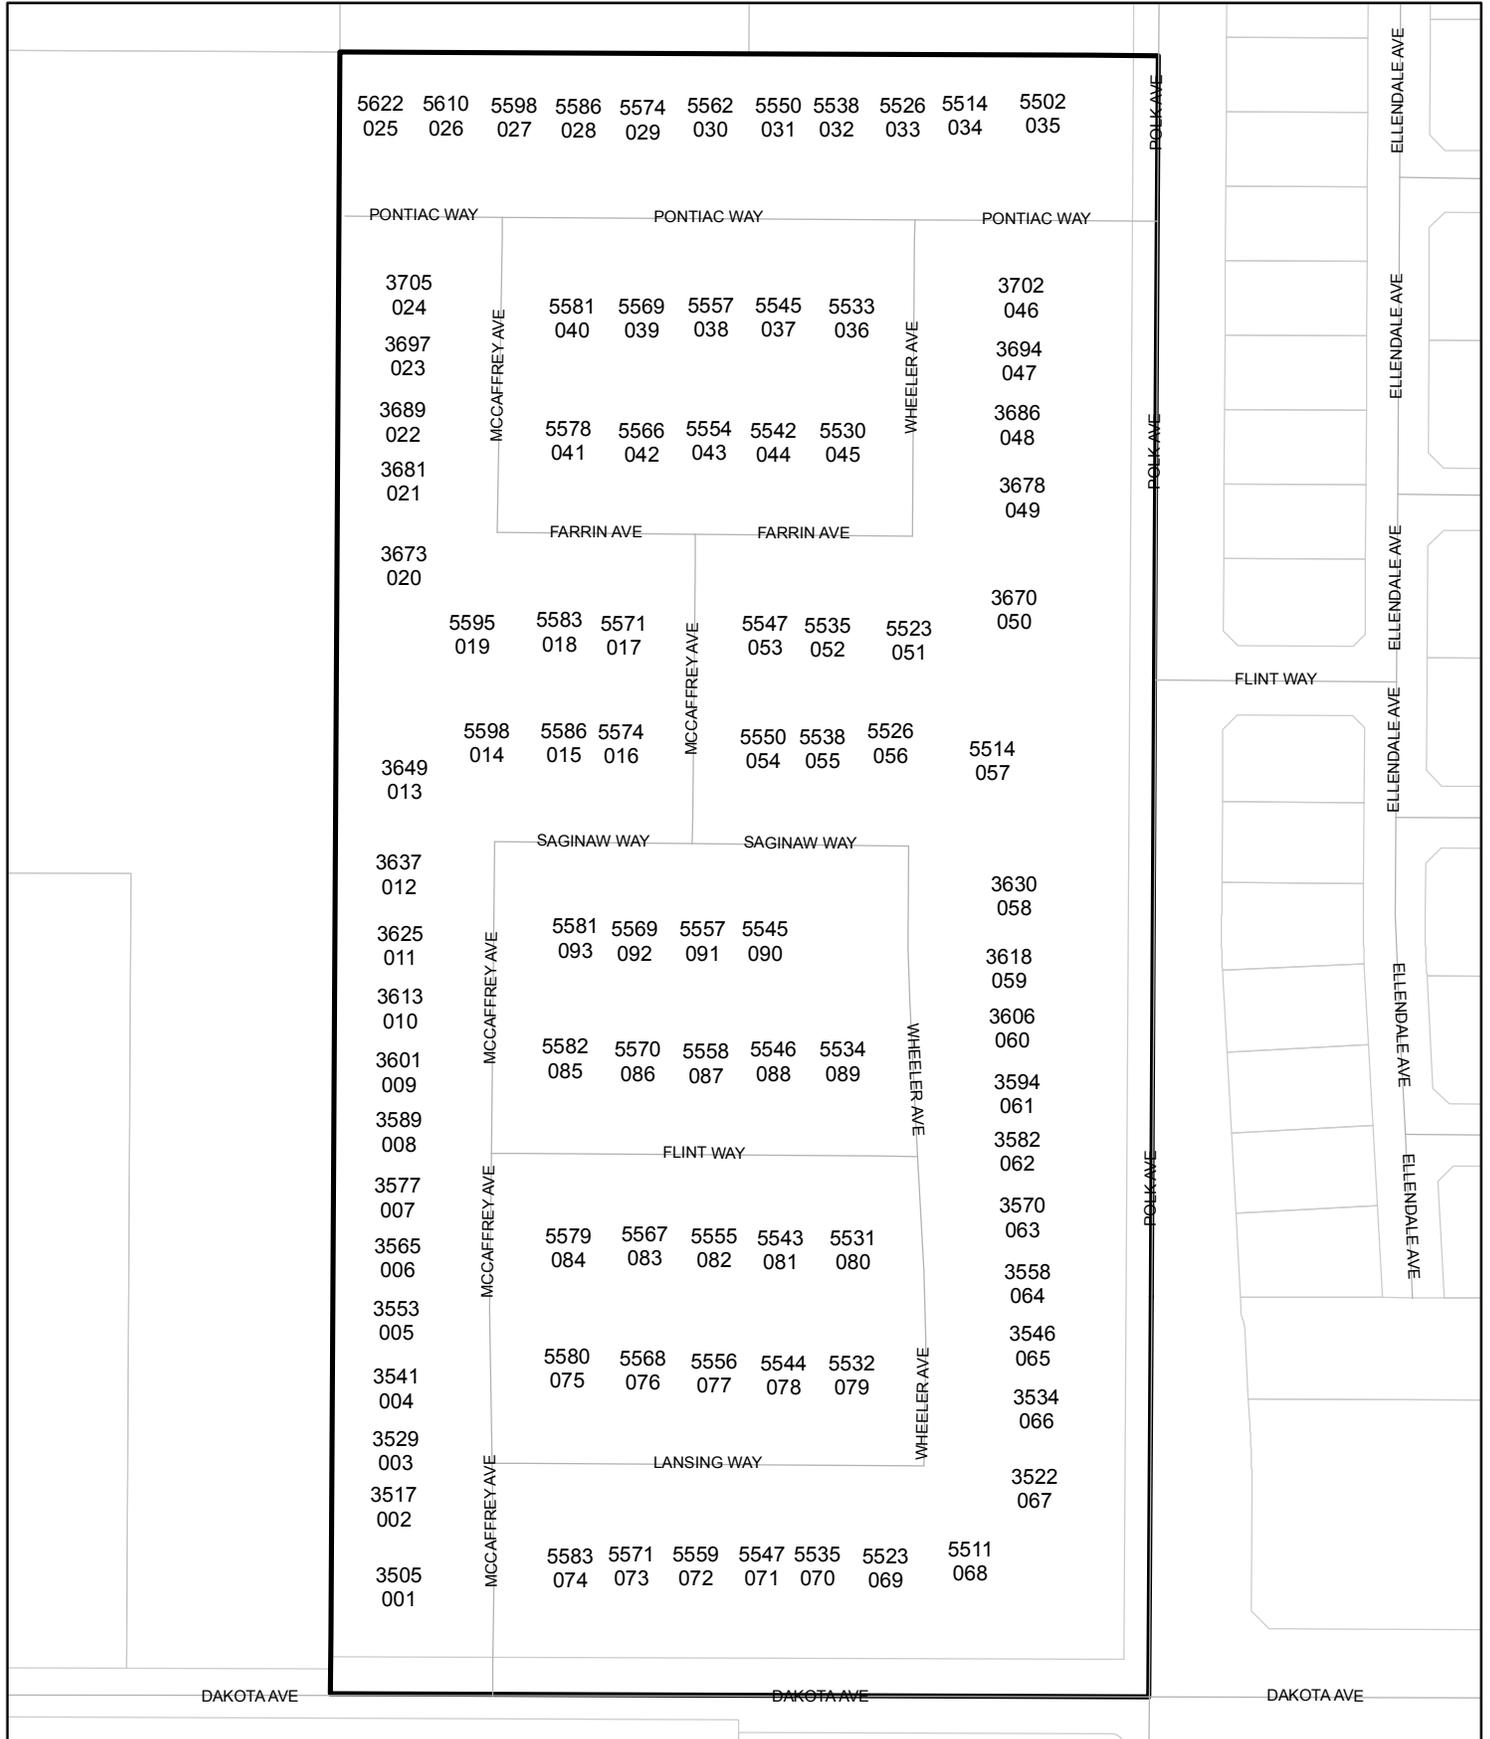 5622 5610 5598 5586 5574 5562 5550 5538 5526 5514 5502
025 026 027 028 029 030 031 032 033 034 035
POLK AVE
ELLENDALE AVE
PONTIAC WAY PONTIAC WAY PONTIAC WAY
3705
024
3697
023
3689
022
3681
021
MCCAFFREY AVE
5581 5569 5557 5545 5533
040 039 038 037 036
5578 5566 5554 5542 5530
041 042 043 044 045
WHEELER AVE
3702
046
3694
047
3686
048
3678
049
POLK AVE
ELLENDALE AVE
FARRIN AVE FARRIN AVE
3673
020
5595 5583 5571
019 018 017
MCCAFFREY AVE
5547 5535 5523
053 052 051
3670
050
ELLENDALE AVE
FLINT WAY
ELLENDALE AVE
5598 5586 5574
014 015 016
5550 5538 5526
054 055 056
5514
057
3649
013
SAGINAW WAY SAGINAW WAY
3637
012
3625
011
3613
010
3601
009
3589
008
MCCAFFREY AVE
5581 5569 5557 5545
093 092 091 090
5582 5570 5558 5546 5534
085 086 087 088 089
WHEELER AVE
3630
058
3618
059
3606
060
3594
061
3582
062
ELLENDALE AVE
FLINT WAY
3577
007
3565
006
3553
005
3541
004
3529
003
3517
002
3505
001
MCCAFFREY AVE
5579 5567 5555 5543 5531
084 083 082 081 080
5580 5568 5556 5544 5532
075 076 077 078 079
WHEELER AVE
3570
063
3558
064
3546
065
3534
066
3522
067
POLK AVE
ELLENDALE AVE
LANSING WAY
MCCAFFREY AVE
5583 5571 5559 5547 5535 5523 5511
074 073 072 071 070 069 068
DAKOTA AVE DAKOTA AVE DAKOTA AVE